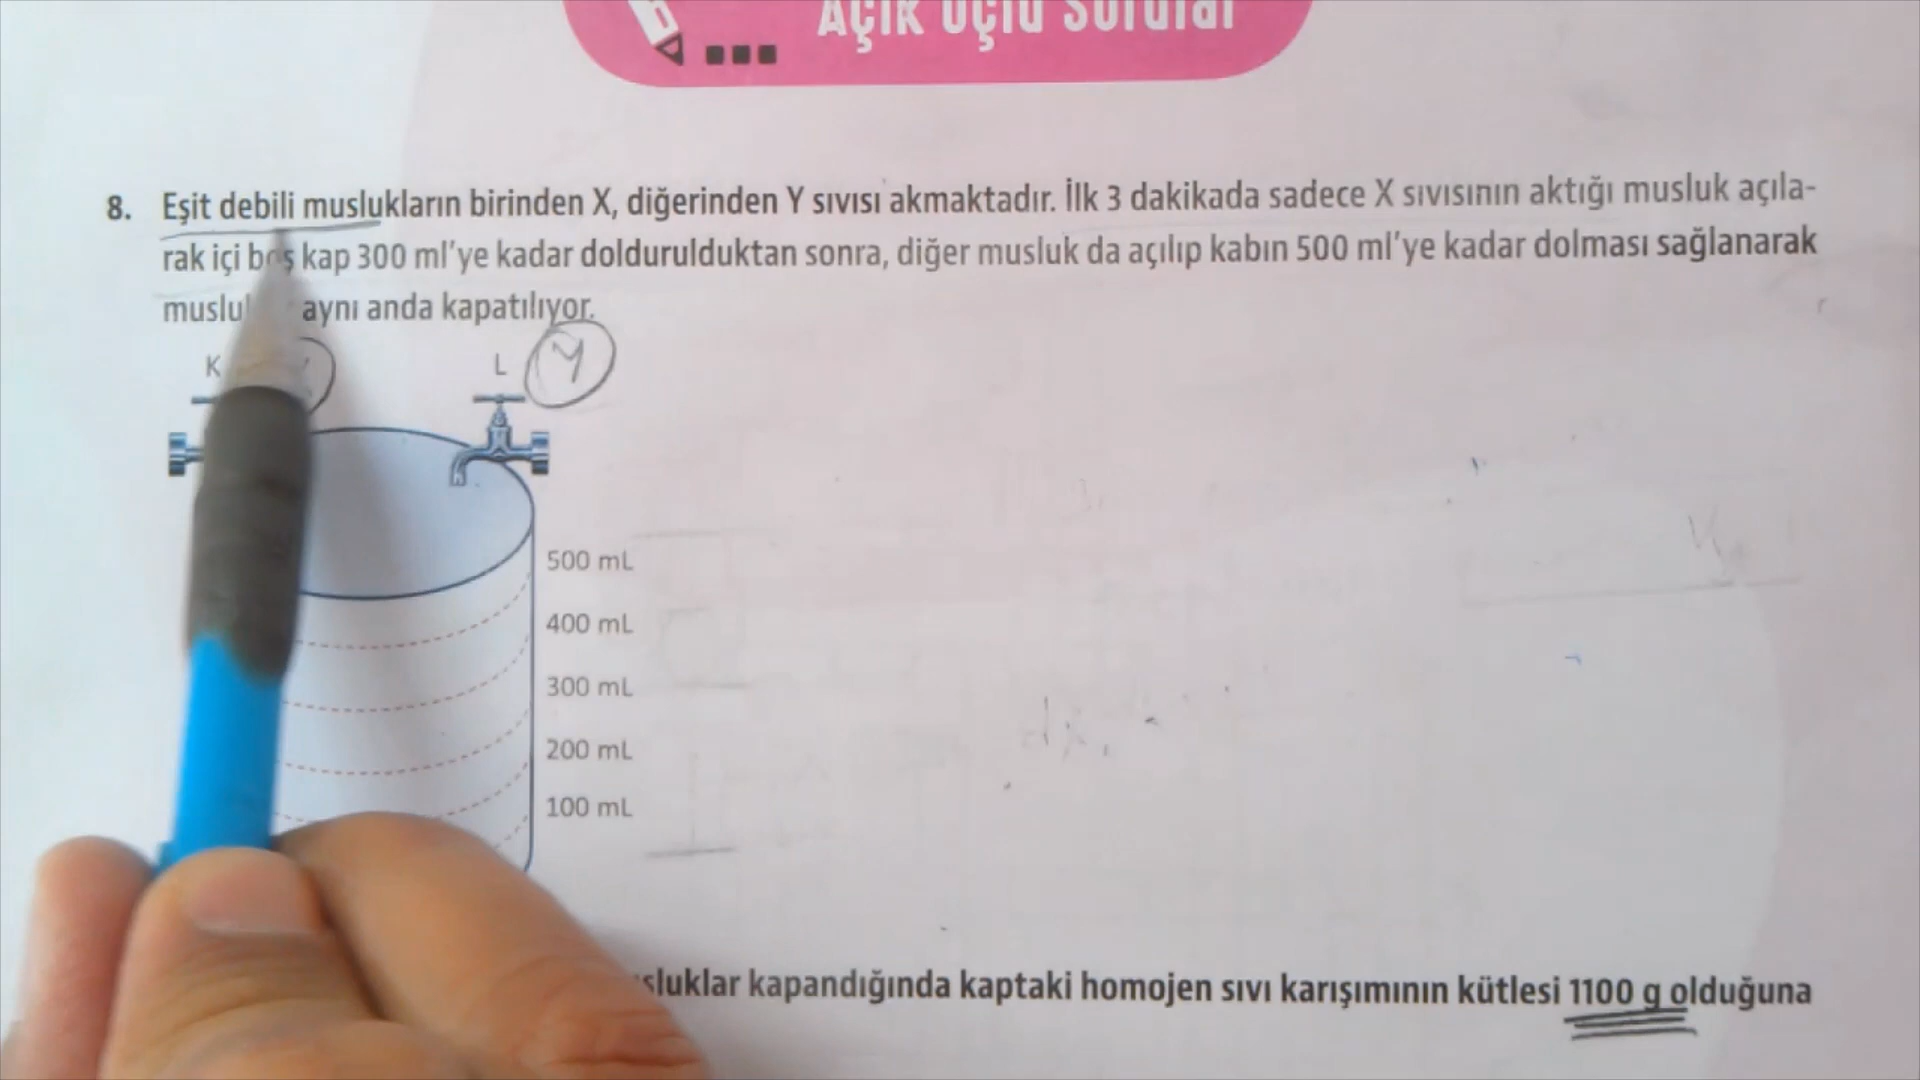 Açık Uçlu Sorular
8. Eşit debili muslukların birinden X, diğerinden Y sıvısı akmaktadır. İlk 3 dakikada sadece X sıvısının aktığı musluk açıla-
rak içi boş kap 300 ml'ye kadar doldurulduktan sonra, diğer musluk da açılıp kabın 500 ml'ye kadar dolması sağlanarak
aynı anda kapatılıyor.
K L Y
500 mL
400 mL
300 mL
200 mL
100 mL
kapandığında kaptaki homojen sıvı karışımının kütlesi 1100 g olduğuna